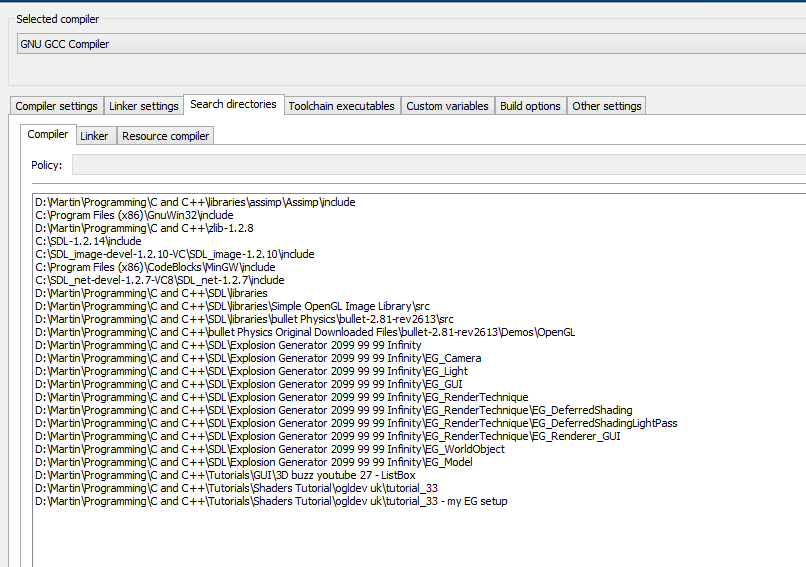 Selected compiler
GNU GCC Compiler
Compiler settings Linker settings Search directories Toolchain executables Custom variables Build options Other settings
Compiler Linker Resource compiler
Policy:
D:\Martin\Programming\C and C++\libraries\assimp\Assimp\include
C:\Program Files (x86)\GnuWin32\include
D:\Martin\Programming\C and C++\zlib-1.2.8
C:\SDL-1.2.14\include
C:\SDL_image-devel-1.2.10-VC\SDL_image-1.2.10\include
C:\Program Files (x86)\CodeBlocks\MinGW\include
C:\SDL_net-devel-1.2.7-VC8\SDL_net-1.2.7\include
D:\Martin\Programming\C and C++\SDL\libraries
D:\Martin\Programming\C and C++\SDL\libraries\Simple OpenGL Image Library\src
D:\Martin\Programming\C and C++\SDL\libraries\bullet Physics\bullet-2.81-rev2613\src
D:\Martin\Programming\C and C++\bullet Physics Original Downloaded Files\bullet-2.81-rev2613\Demos\OpenGL
D:\Martin\Programming\C and C++\SDL\Explosion Generator 2099 99 99 Infinity
D:\Martin\Programming\C and C++\SDL\Explosion Generator 2099 99 99 Infinity\EG_Camera
D:\Martin\Programming\C and C++\SDL\Explosion Generator 2099 99 99 Infinity\EG_Light
D:\Martin\Programming\C and C++\SDL\Explosion Generator 2099 99 99 Infinity\EG_GUI
D:\Martin\Programming\C and C++\SDL\Explosion Generator 2099 99 99 Infinity\EG_RenderTechnique
D:\Martin\Programming\C and C++\SDL\Explosion Generator 2099 99 99 Infinity\EG_RenderTechnique\EG_DeferredShading
D:\Martin\Programming\C and C++\SDL\Explosion Generator 2099 99 99 Infinity\EG_RenderTechnique\EG_DeferredShadingLightPass
D:\Martin\Programming\C and C++\SDL\Explosion Generator 2099 99 99 Infinity\EG_RenderTechnique\EG_Renderer_GUI
D:\Martin\Programming\C and C++\SDL\Explosion Generator 2099 99 99 Infinity\EG_WorldObject
D:\Martin\Programming\C and C++\SDL\Explosion Generator 2099 99 99 Infinity\EG_Model
D:\Martin\Programming\C and C++\Tutorials\GUI\3D buzz youtube 27 - ListBox
D:\Martin\Programming\C and C++\Tutorials\Shaders Tutorial\ogldev uk\tutorial_33
D:\Martin\Programming\C and C++\Tutorials\Shaders Tutorial\ogldev uk\tutorial_33 - my EG setup